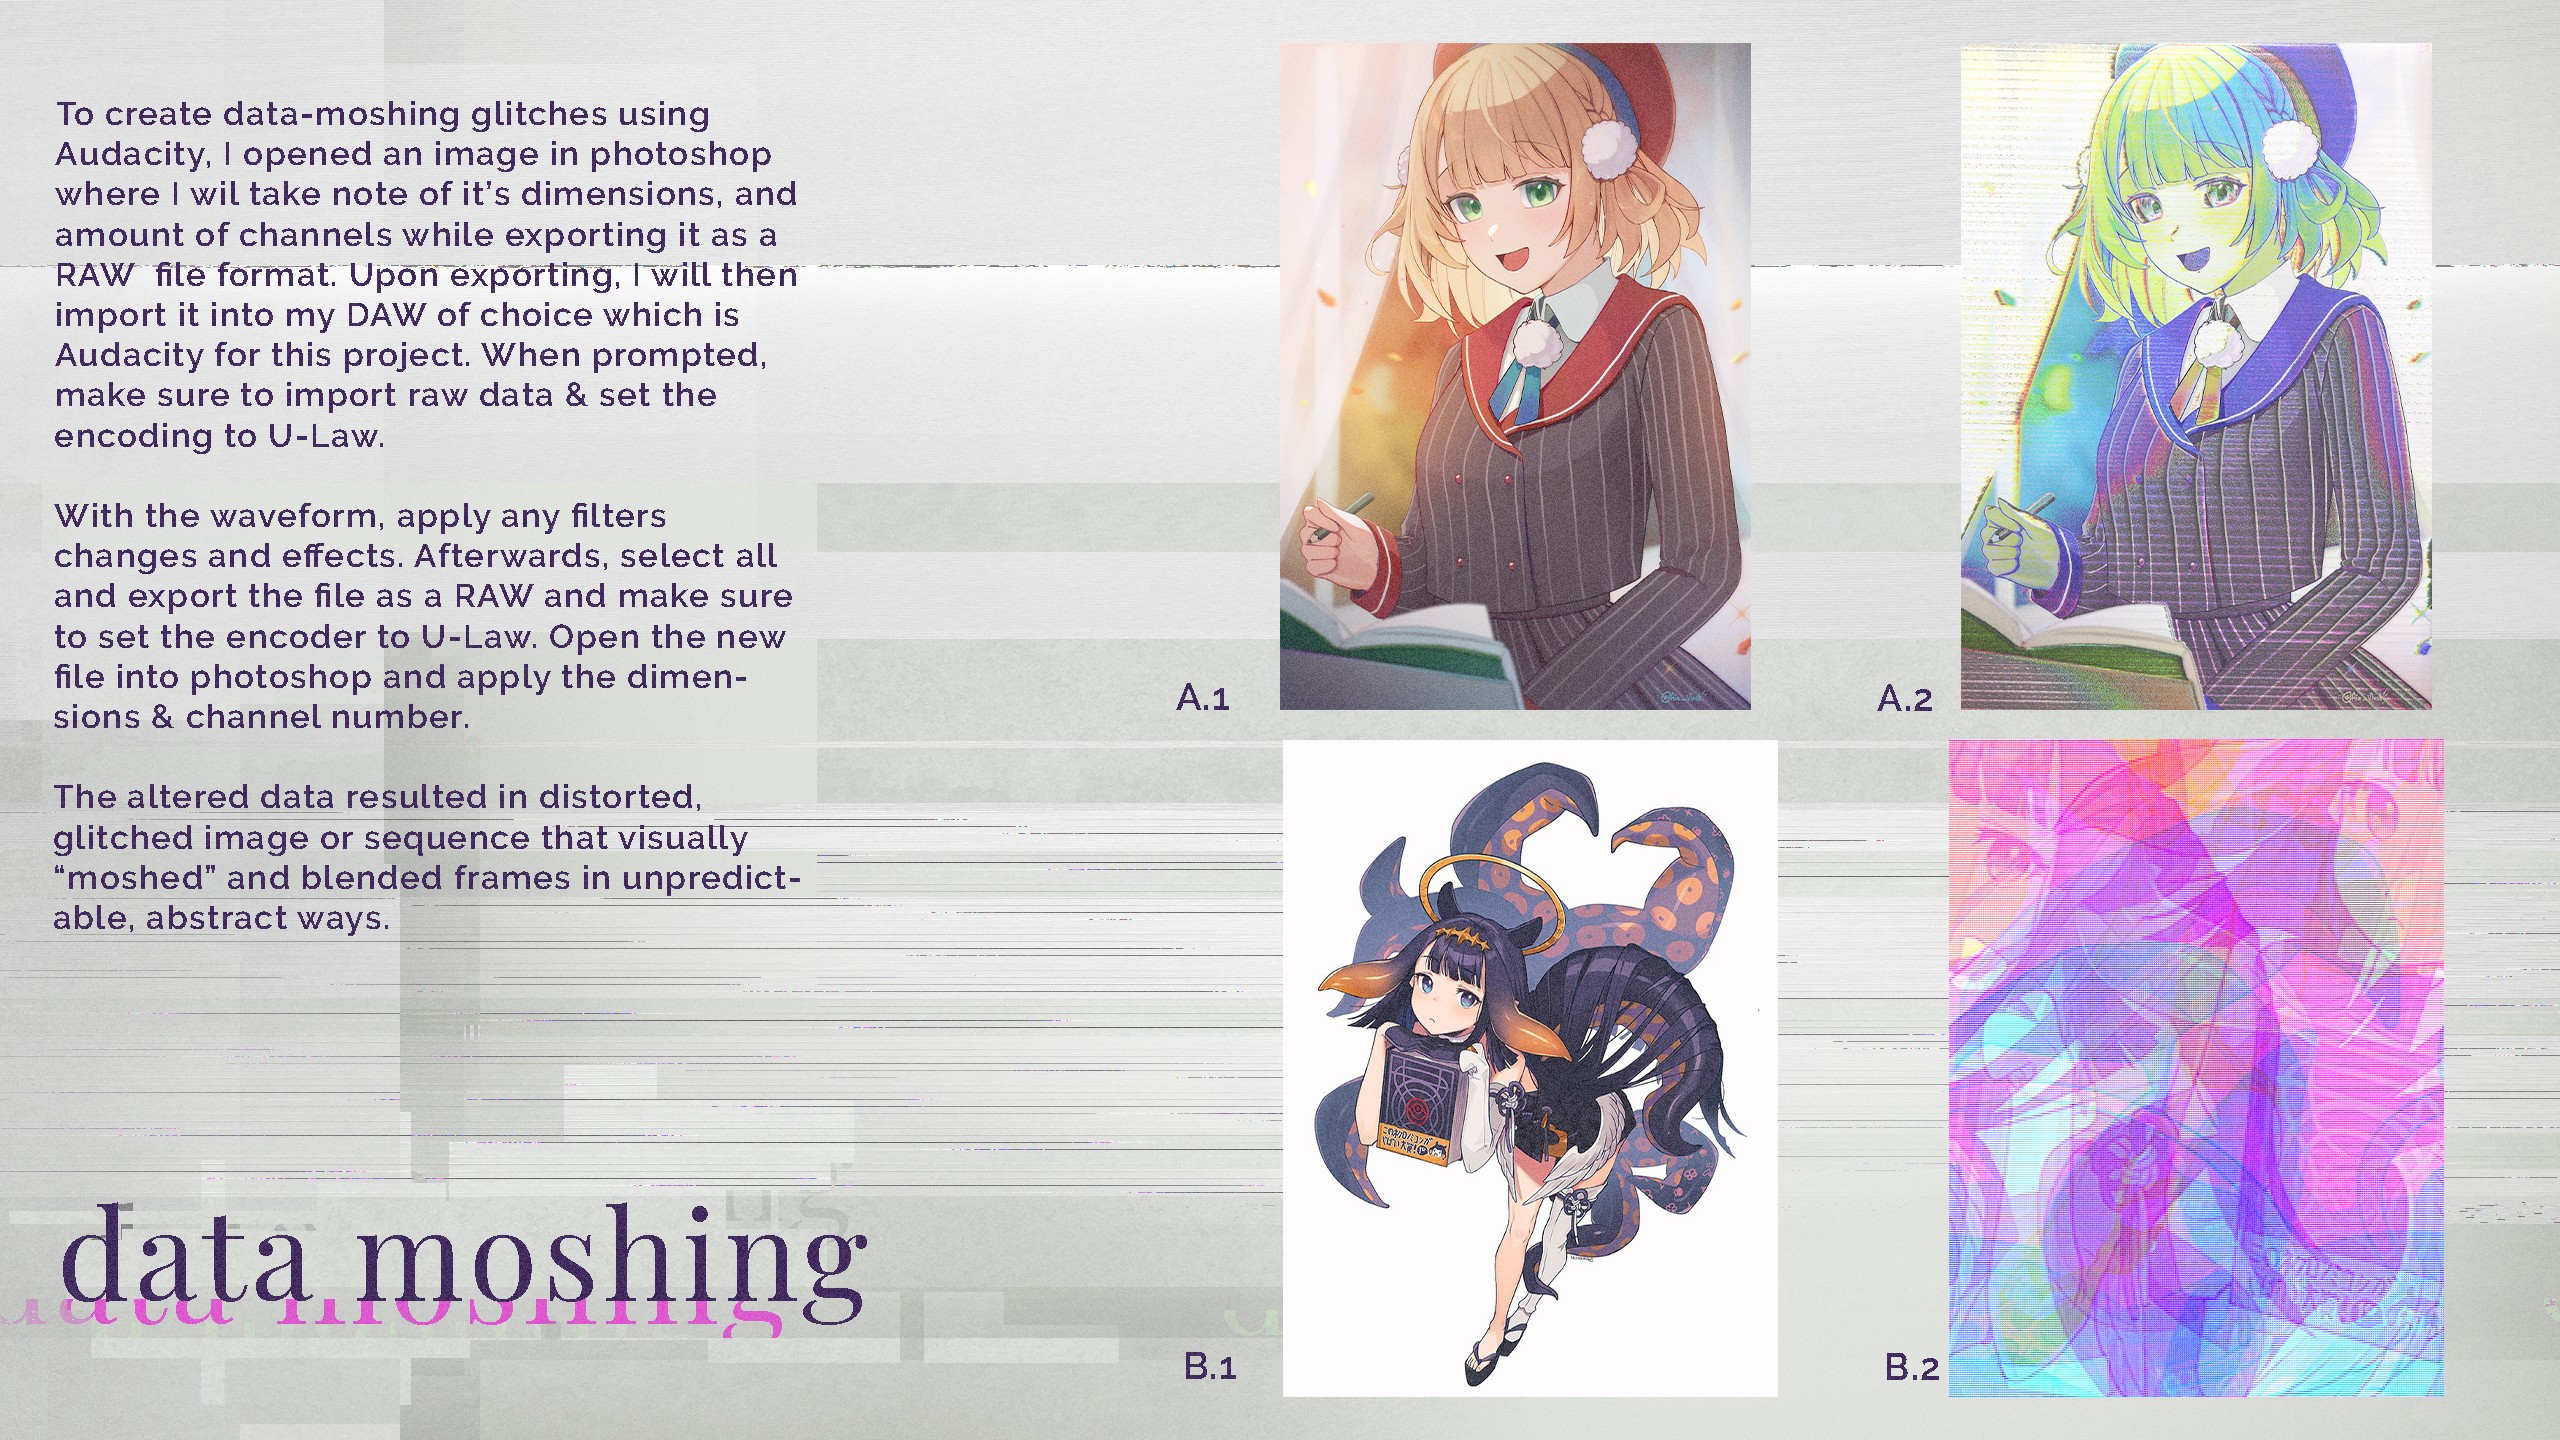 To create data-moshing glitches using
Audacity, I opened an image in photoshop
where I wil take note of it's dimensions, and
amount of channels while exporting it as a
RAW  file format. Upon exporting, I will then
import it into my DAW of choice which is
Audacity for this project. When prompted,
make sure to import raw data & set the
encoding to U-Law.
With the waveform, apply any filters
changes and effects. Afterwards, select all
and export the file as a RAW and make sure
to set the encoder to U-Law. Open the new
file into photoshop and apply the dimen-
sions & channel number.
The altered data resulted in distorted,
glitched image or sequence that visually
“moshed” and blended frames in unpredict-
able, abstract ways.
data moshing
A.1
A.2
B.1
B.2